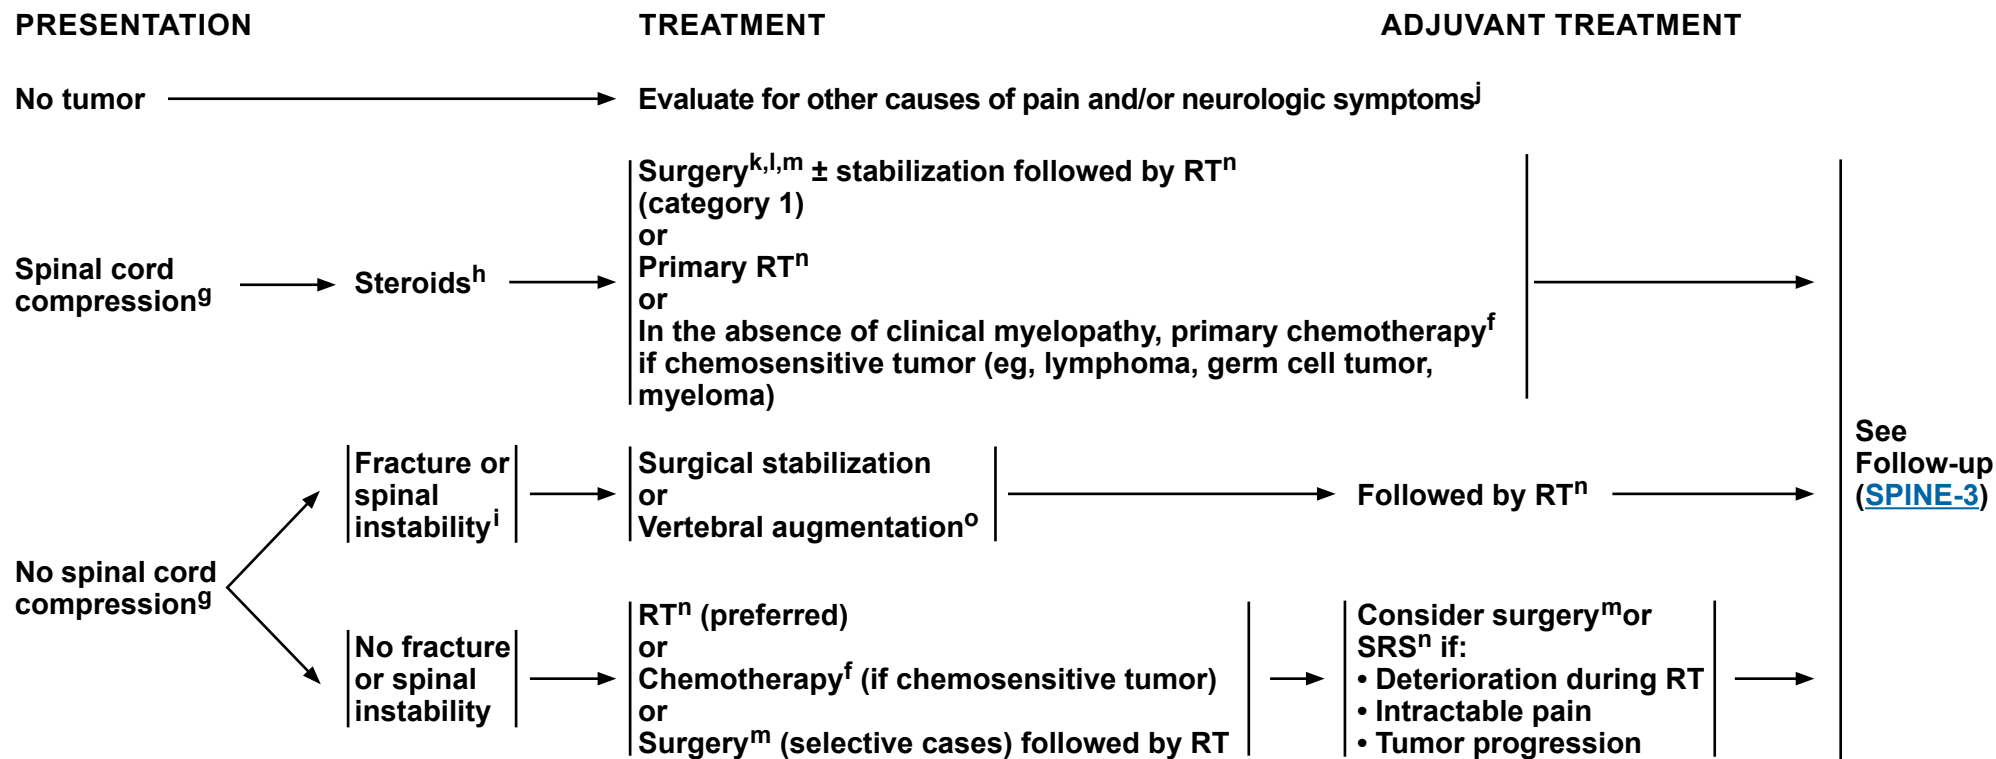 PRESENTATION
TREATMENT
ADJUVANT TREATMENT
No tumor
Evaluate for other causes of pain and/or neurologic symptomsj
Spinal cord
compressiong
Steroidsh
Surgeryk,l,m ± stabilization followed by RTn
(category 1)
or
Primary RTn
or
In the absence of clinical myelopathy, primary chemotherapyf
if chemosensitive tumor (eg, lymphoma, germ cell tumor,
myeloma)
No spinal cord
compressiong
Fracture or
spinal
instabilityi
Surgical stabilization
or
Vertebral augmentationo
Followed by RTn
No fracture
or spinal
instability
RTn (preferred)
or
Chemotherapyf (if chemosensitive tumor)
or
Surgerym (selective cases) followed by RT
Consider surgerym or
SRSn if:
• Deterioration during RT
• Intractable pain
• Tumor progression
See
Follow-up
(SPINE-3)